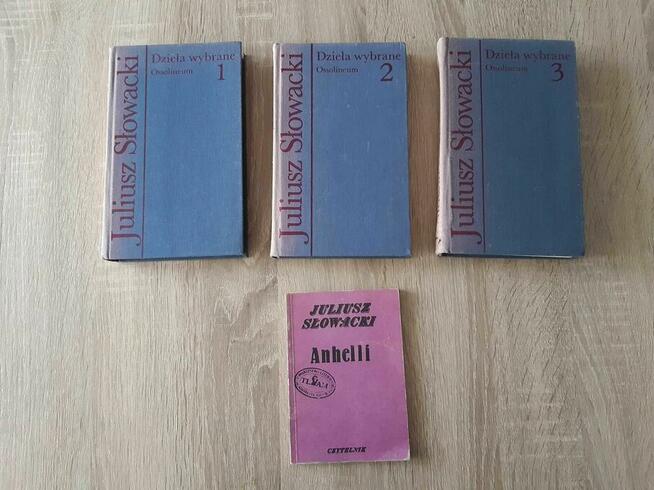 Juliusz Słowacki
Dzieła wybrane
Ossolineum
1
Juliusz Słowacki
Dzieła wybrane
Ossolineum
2
Juliusz Słowacki
Dzieła wybrane
Ossolineum
3
JULIUSZ
SŁOWACKI
Anhelli
CZYTELNIK